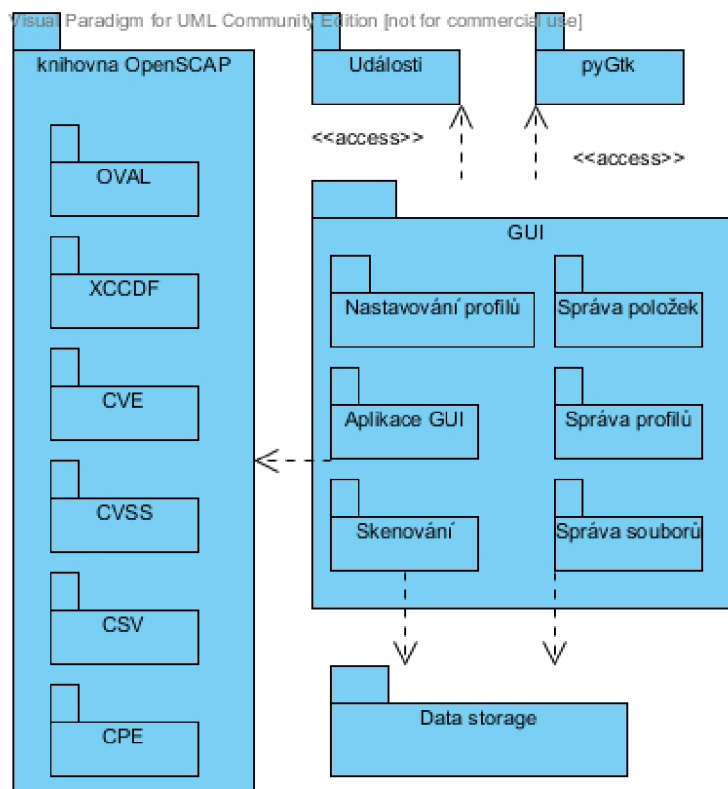 Visual Paradigm for UML Community Edition [not for commercial use]
knihovna OpenSCAP
OVAL
XCCDF
CVE
CVSS
CSV
CPE
Události
pyGtk
<<access>>
<<access>>
GUI
Nastavování profilů
Správa položek
Aplikace GUI
Správa profilů
Skenování
Správa souborů
Data storage